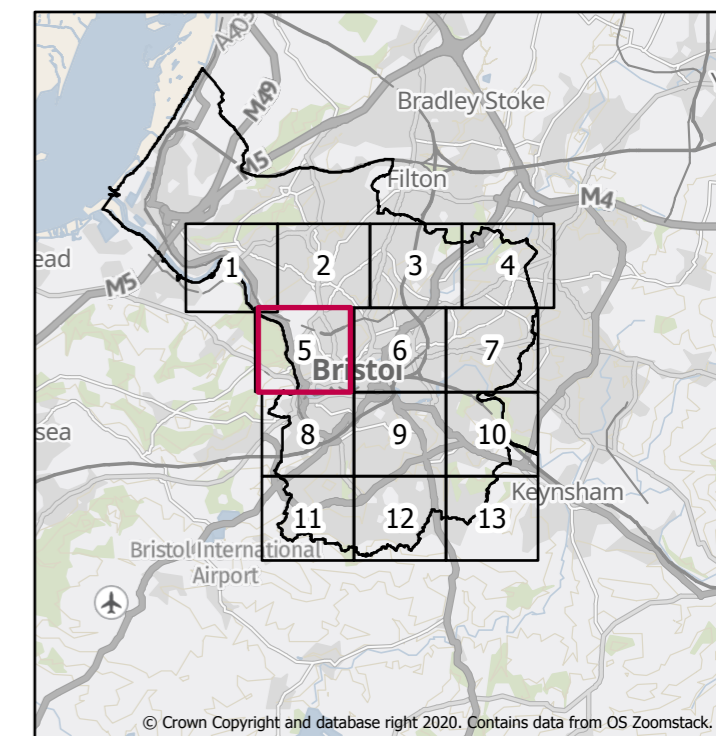 A403
M49
Bradley Stoke
M5
Filton
M4
ead
M5
1
2
3
4
5
6
7
Bristol
sea
8
9
10
Keynsham
11
12
13
Bristol International
Airport
© Crown Copyright and database right 2020. Contains data from OS Zoomstack.